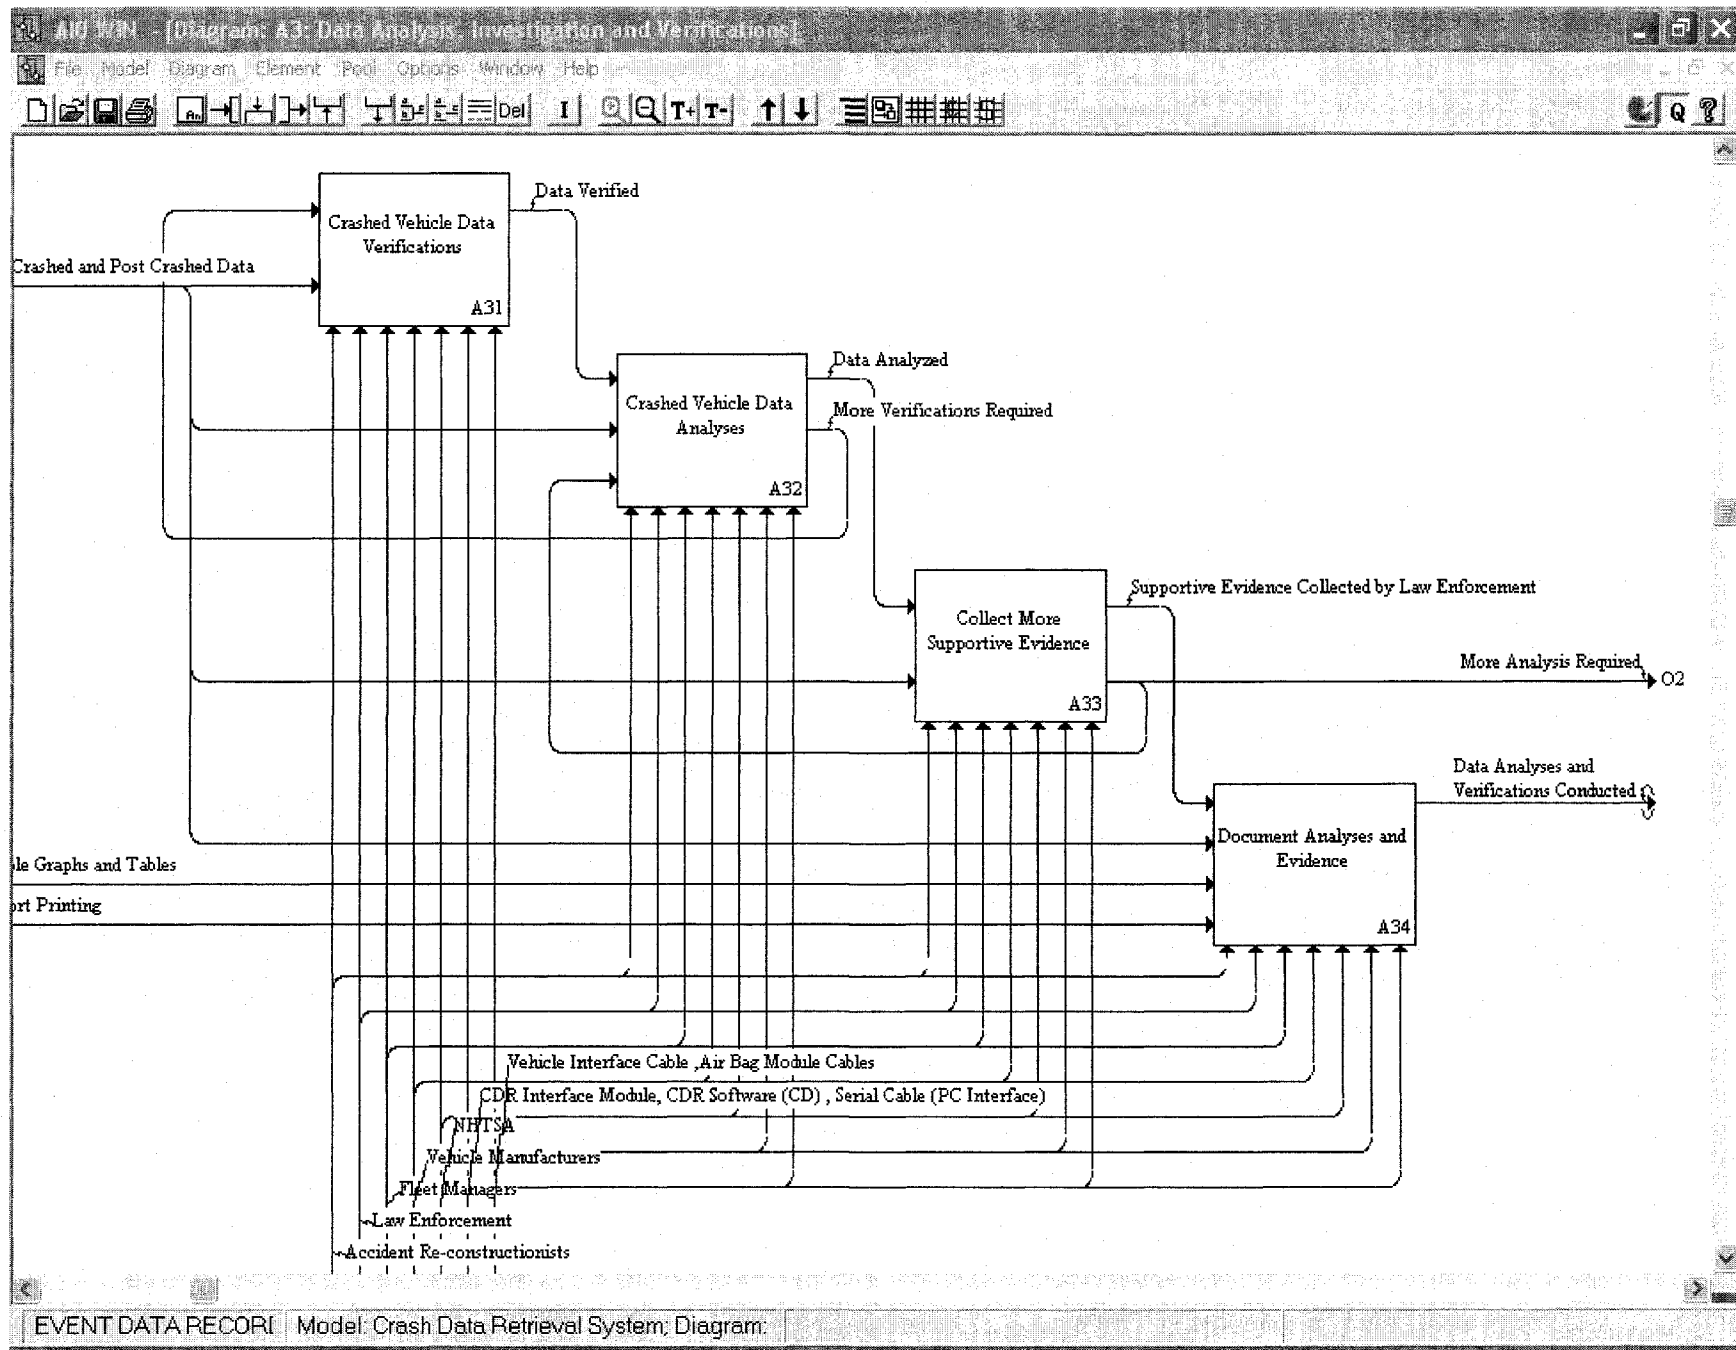 AI0 WIN - [Diagram: A3: Data Analysis, Investigation and Verifications]
File Model Diagram Element Pool Options Window Help
Del I T+ T- Q ?
Data Verified
Crashed Vehicle Data
Verifications
A31
Crashed and Post Crashed Data
Data Analyzed
More Verifications Required
Crashed Vehicle Data
Analyses
A32
Supportive Evidence Collected by Law Enforcement
Collect More
Supportive Evidence
A33
More Analysis Required
O2
Data Analyses and
Verifications Conducted
Document Analyses and
Evidence
A34
le Graphs and Tables
ort Printing
Vehicle Interface Cable ,Air Bag Module Cables
CDR Interface Module, CDR Software (CD) , Serial Cable (PC Interface)
NHTSA
Vehicle Manufacturers
Fleet Managers
Law Enforcement
Accident Re-constructionists
EVENT DATA RECORI Model: Crash Data Retrieval System; Diagram: